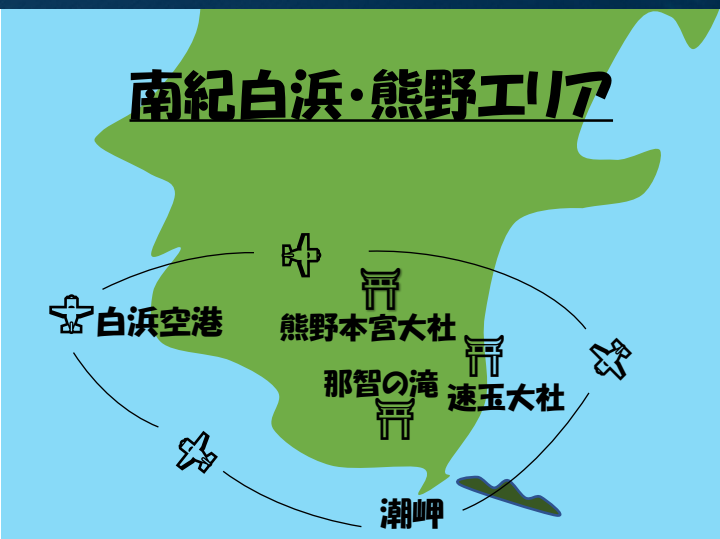 南紀白浜・熊野エリア
白浜空港
熊野本宮大社
那智の滝
速玉大社
潮岬